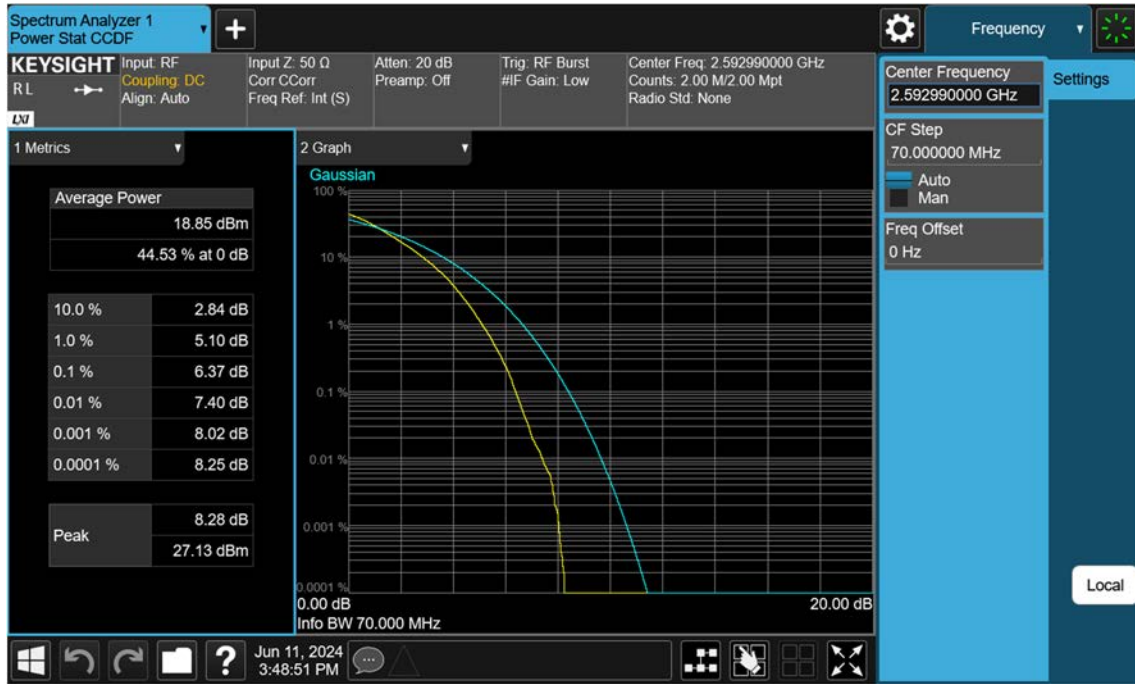 Spectrum Analyzer 1
Power Stat CCDF
Frequency
KEYSIGHT
RL
LXI
Input: RF
Coupling: DC
Align: Auto
Input Z: 50 Ω
Corr CCorr
Freq Ref: Int (S)
Atten: 20 dB
Preamp: Off
Trig: RF Burst
#IF Gain: Low
Center Freq: 2.592990000 GHz
Counts: 2.00 M/2.00 Mpt
Radio Std: None
Center Frequency
2.592990000 GHz
Settings
CF Step
70.000000 MHz
Auto
Man
Freq Offset
0 Hz
Local
1 Metrics
Average Power
18.85 dBm
44.53 % at 0 dB
10.0 % 2.84 dB
1.0 % 5.10 dB
0.1 % 6.37 dB
0.01 % 7.40 dB
0.001 % 8.02 dB
0.0001 % 8.25 dB
Peak
8.28 dB
27.13 dBm
2 Graph
Gaussian
100 %
10 %
1 %
0.1 %
0.01 %
0.001 %
0.0001 %
0.00 dB 20.00 dB
Info BW 70.000 MHz
?
Jun 11, 2024
3:48:51 PM